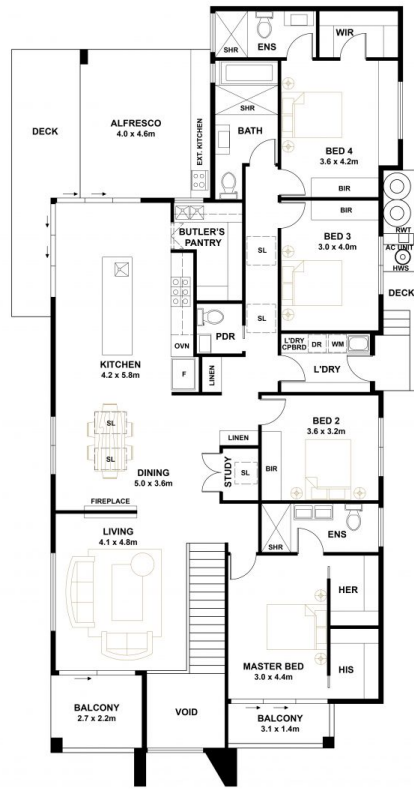 SHR
ENS
WIR
ALFRESCO
4.0 x 4.6m
DECK
EXT. KITCHEN
SHR
BATH
BED 4
3.6 x 4.2m
BIR
BUTLER'S
PANTRY
SL
BIR
BED 3
3.0 x 4.0m
RWT
AC UNIT
HWS
DECK
KITCHEN
4.2 x 5.8m
OVN
F
PDR
SL
LINEN
L'DRY
CPBRD
DR
WM
L'DRY
SL
SL
DINING
5.0 x 3.6m
LINEN
STUDY
SL
BED 2
3.6 x 3.2m
BIR
FIREPLACE
LIVING
4.1 x 4.8m
SHR
ENS
HER
MASTER BED
3.0 x 4.4m
HIS
BALCONY
2.7 x 2.2m
VOID
BALCONY
3.1 x 1.4m